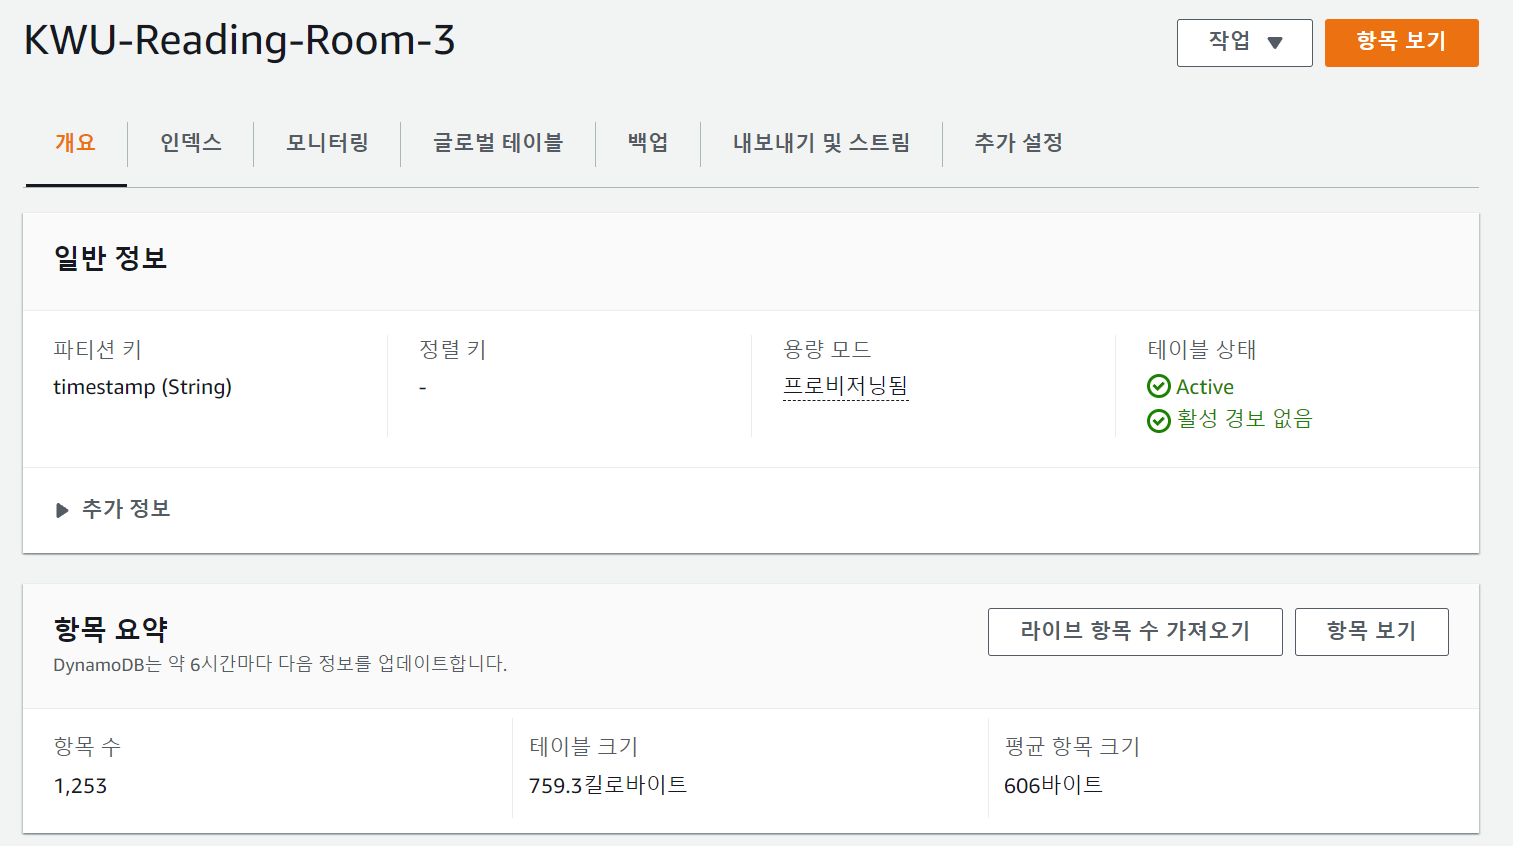 KWU-Reading-Room-3
작업 ▼ 항목 보기
개요 인덱스 모니터링 글로벌 테이블 백업 내보내기 및 스트림 추가 설정
일반 정보
파티션 키 정렬 키 용량 모드 테이블 상태
timestamp (String) - 프로비저닝됨 Active
활성 경보 없음
추가 정보
항목 요약 라이브 항목 수 가져오기 항목 보기
DynamoDB는 약 6시간마다 다음 정보를 업데이트합니다.
항목 수 테이블 크기 평균 항목 크기
1,253 759.3킬로바이트 606바이트